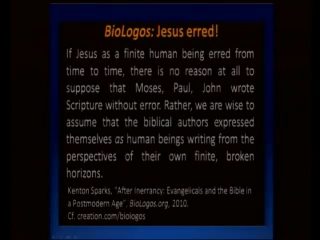 BioLogos: Jesus erred!
If Jesus as a finite human being erred from
time to time, there is no reason at all to
suppose that Moses, Paul, John wrote
Scripture without error. Rather, we are wise to
assume that the biblical authors expressed
themselves as human beings writing from the
perspectives of their own finite, broken
horizons.
Kenton Sparks, "After Inerrancy: Evangelicals and the Bible in
a Postmodern Age", BioLogos.org, 2010.
Cf. creation.com/biologos